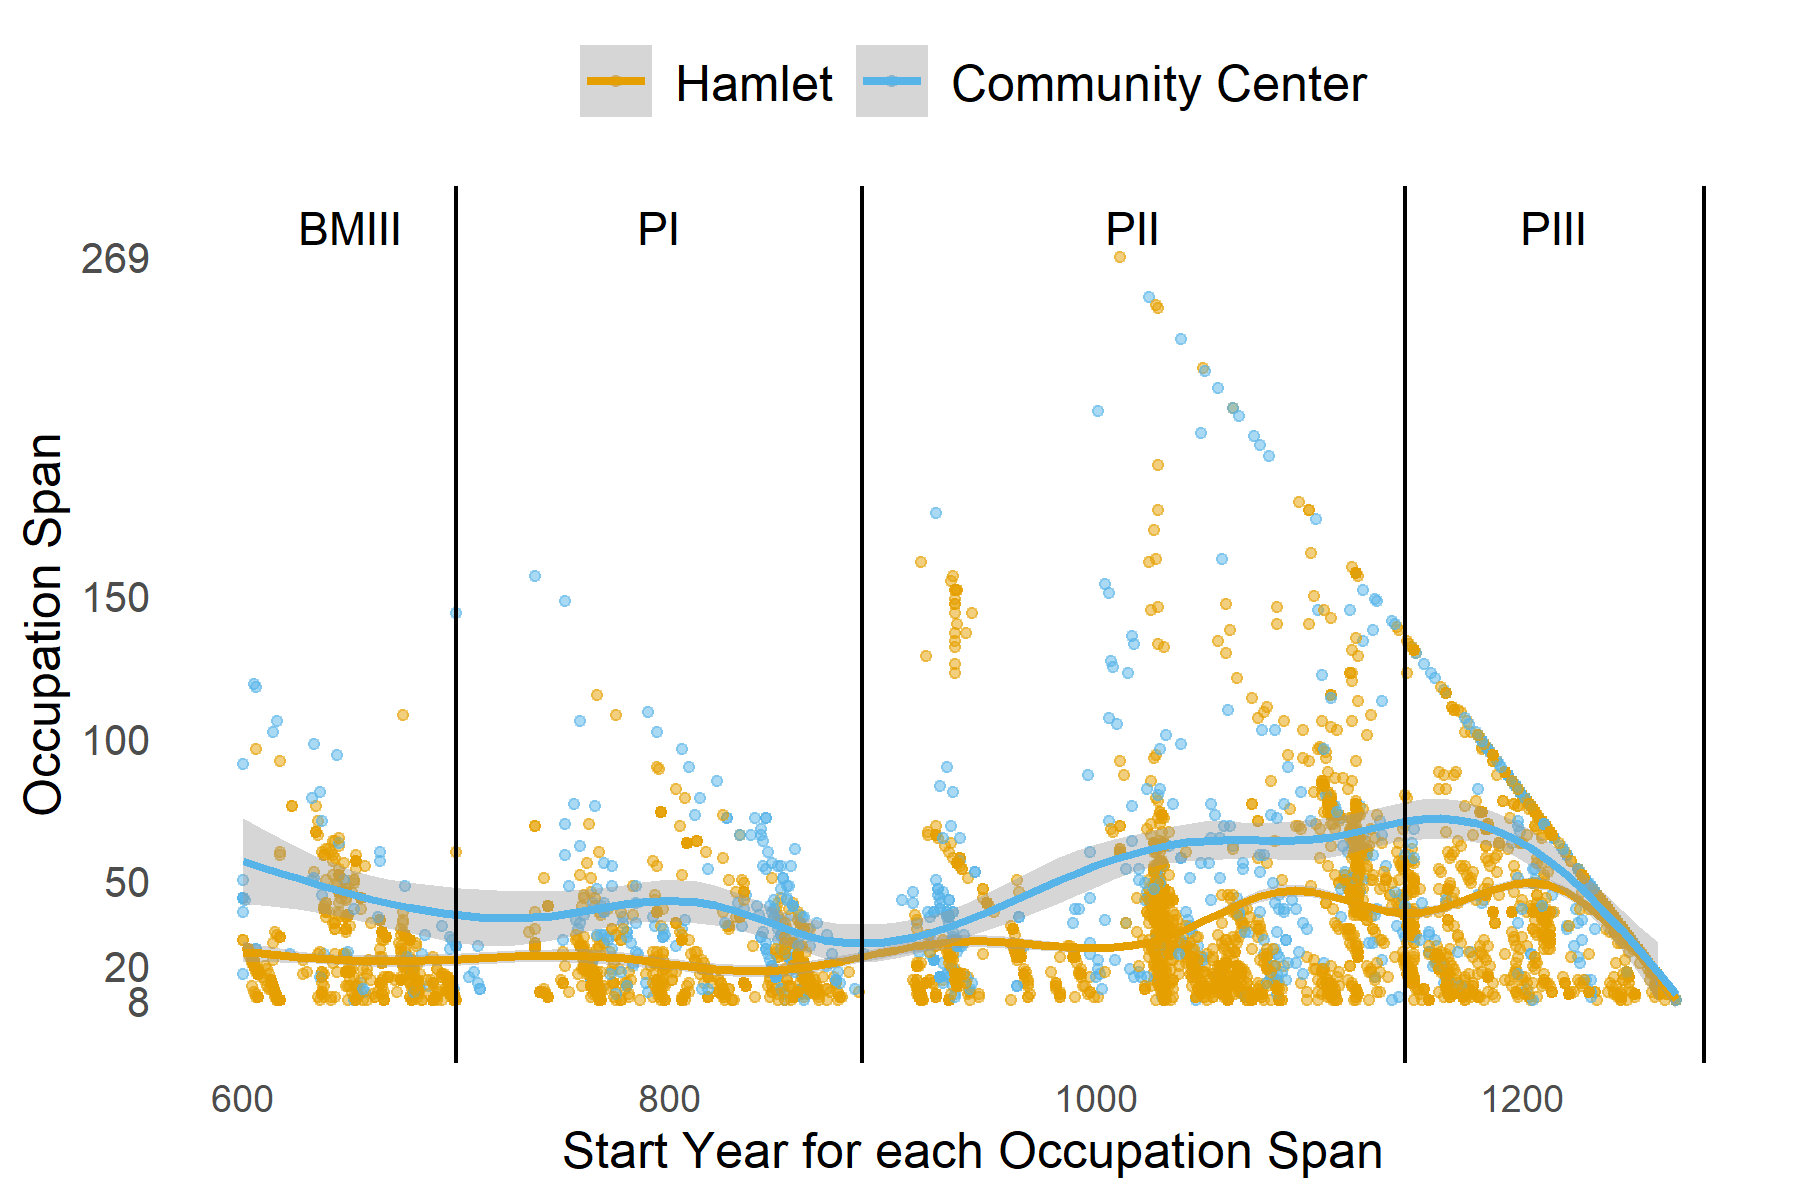 Hamlet Community Center
BMIII PI PII PIII
269
150
100
50
20
8
Occupation Span
600 800 1000 1200
Start Year for each Occupation Span